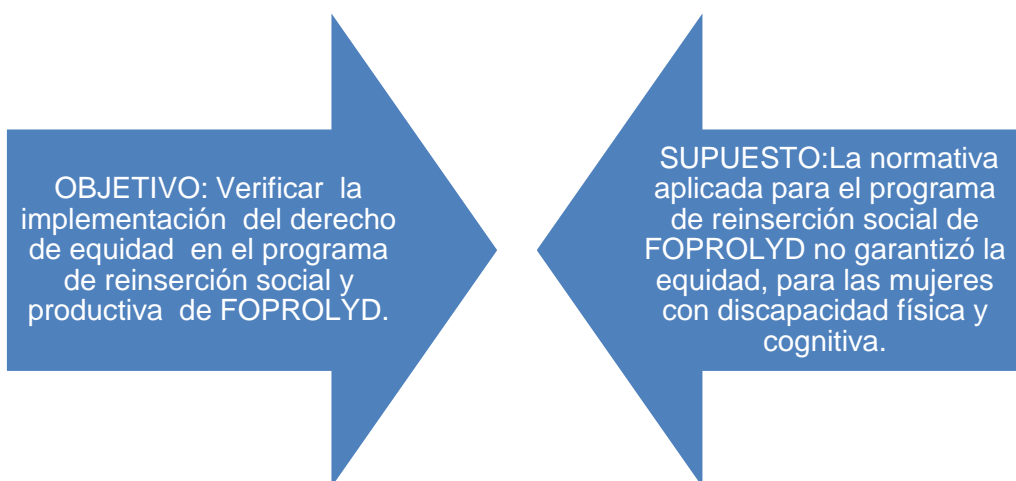 OBJETIVO: Verificar la
implementación del derecho
de equidad en el programa
de reinserción social y
productiva de FOPROLYD.
SUPUESTO:La normativa
aplicada para el programa
de reinserción social de
FOPROLYD no garantizó la
equidad, para las mujeres
con discapacidad física y
cognitiva.